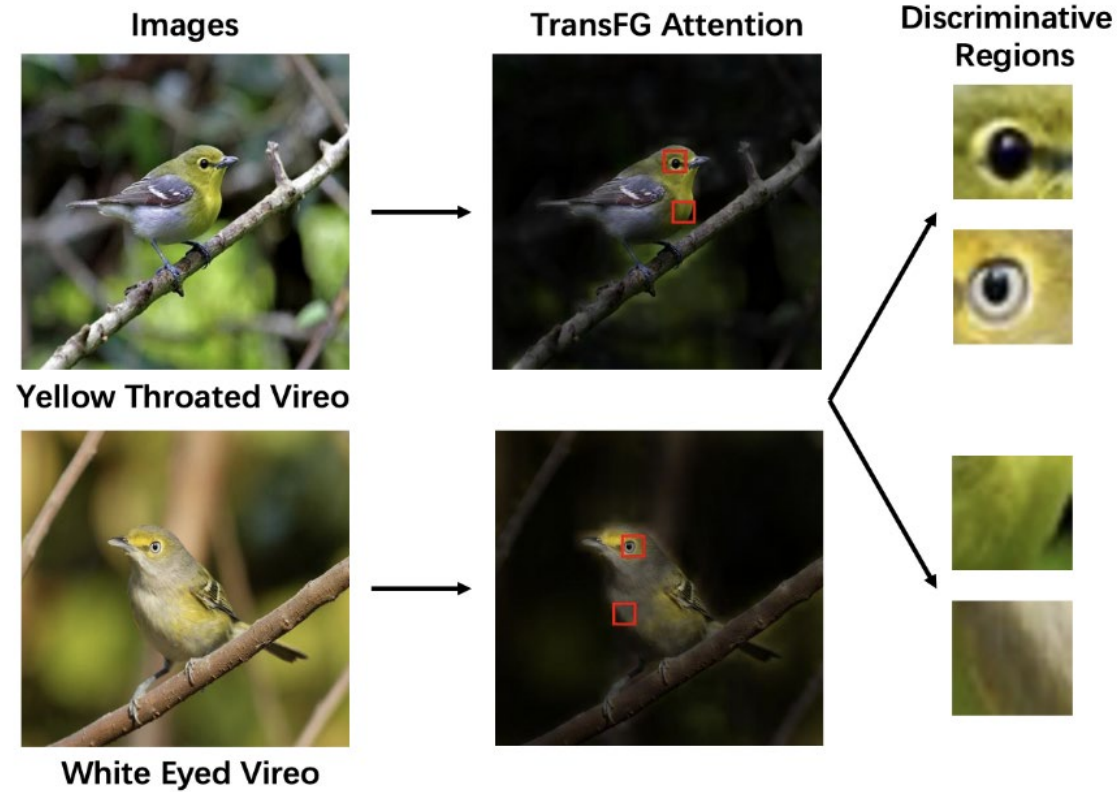 Images
TransFG Attention
Discriminative
Regions
Yellow Throated Vireo
White Eyed Vireo